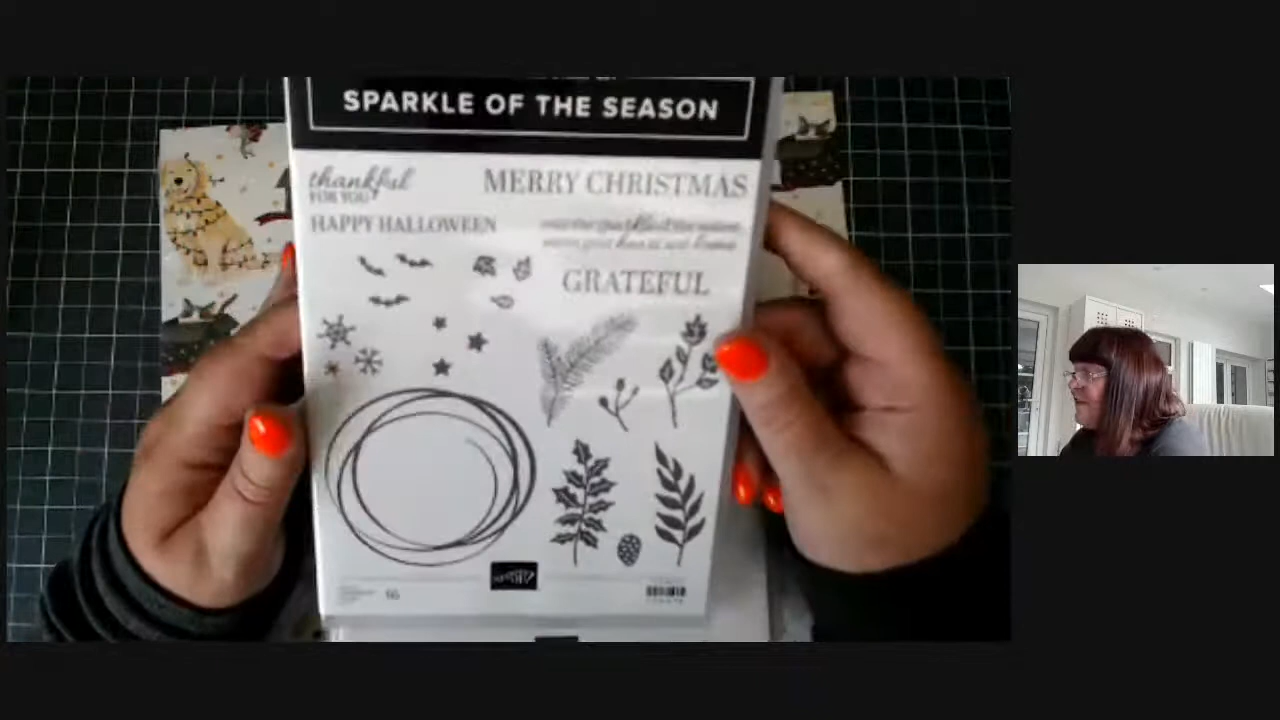 SPARKLE OF THE SEASON
thankful
FOR YOU
MERRY CHRISTMAS
HAPPY HALLOWEEN
GRATEFUL